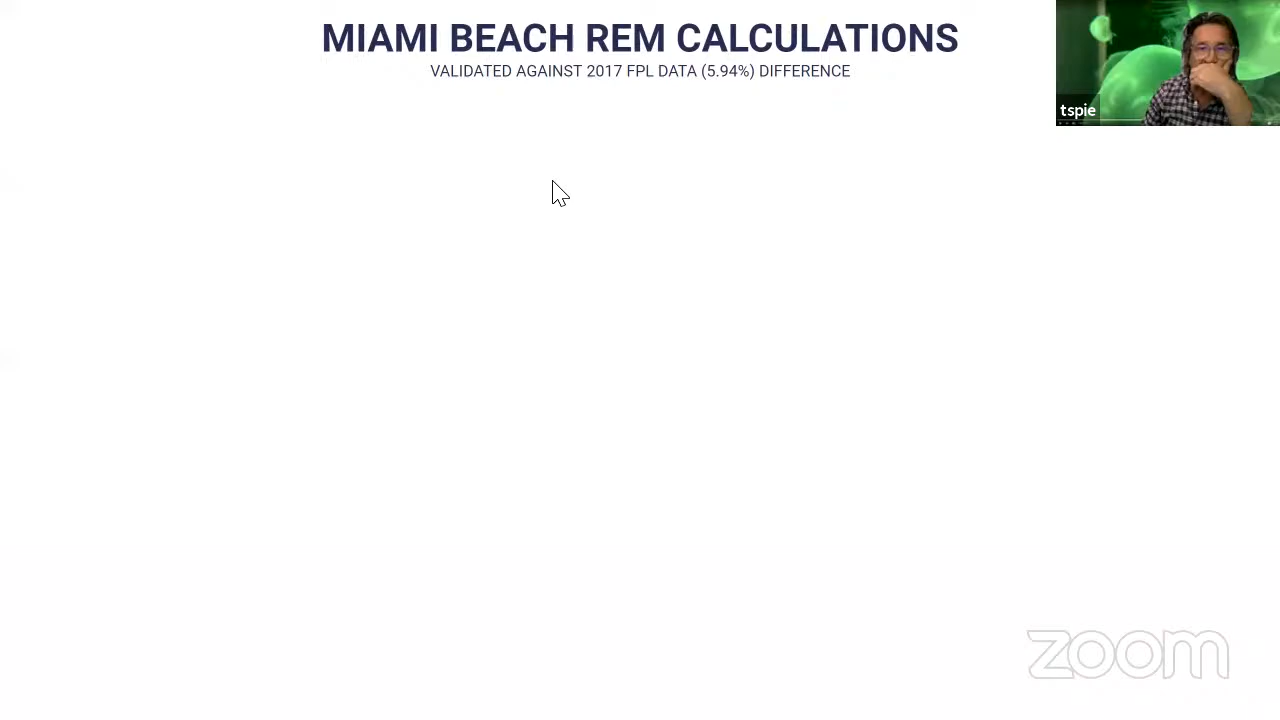 MIAMI BEACH REM CALCULATIONS
VALIDATED AGAINST 2017 FPL DATA (5.94%) DIFFERENCE
tspie
zoom